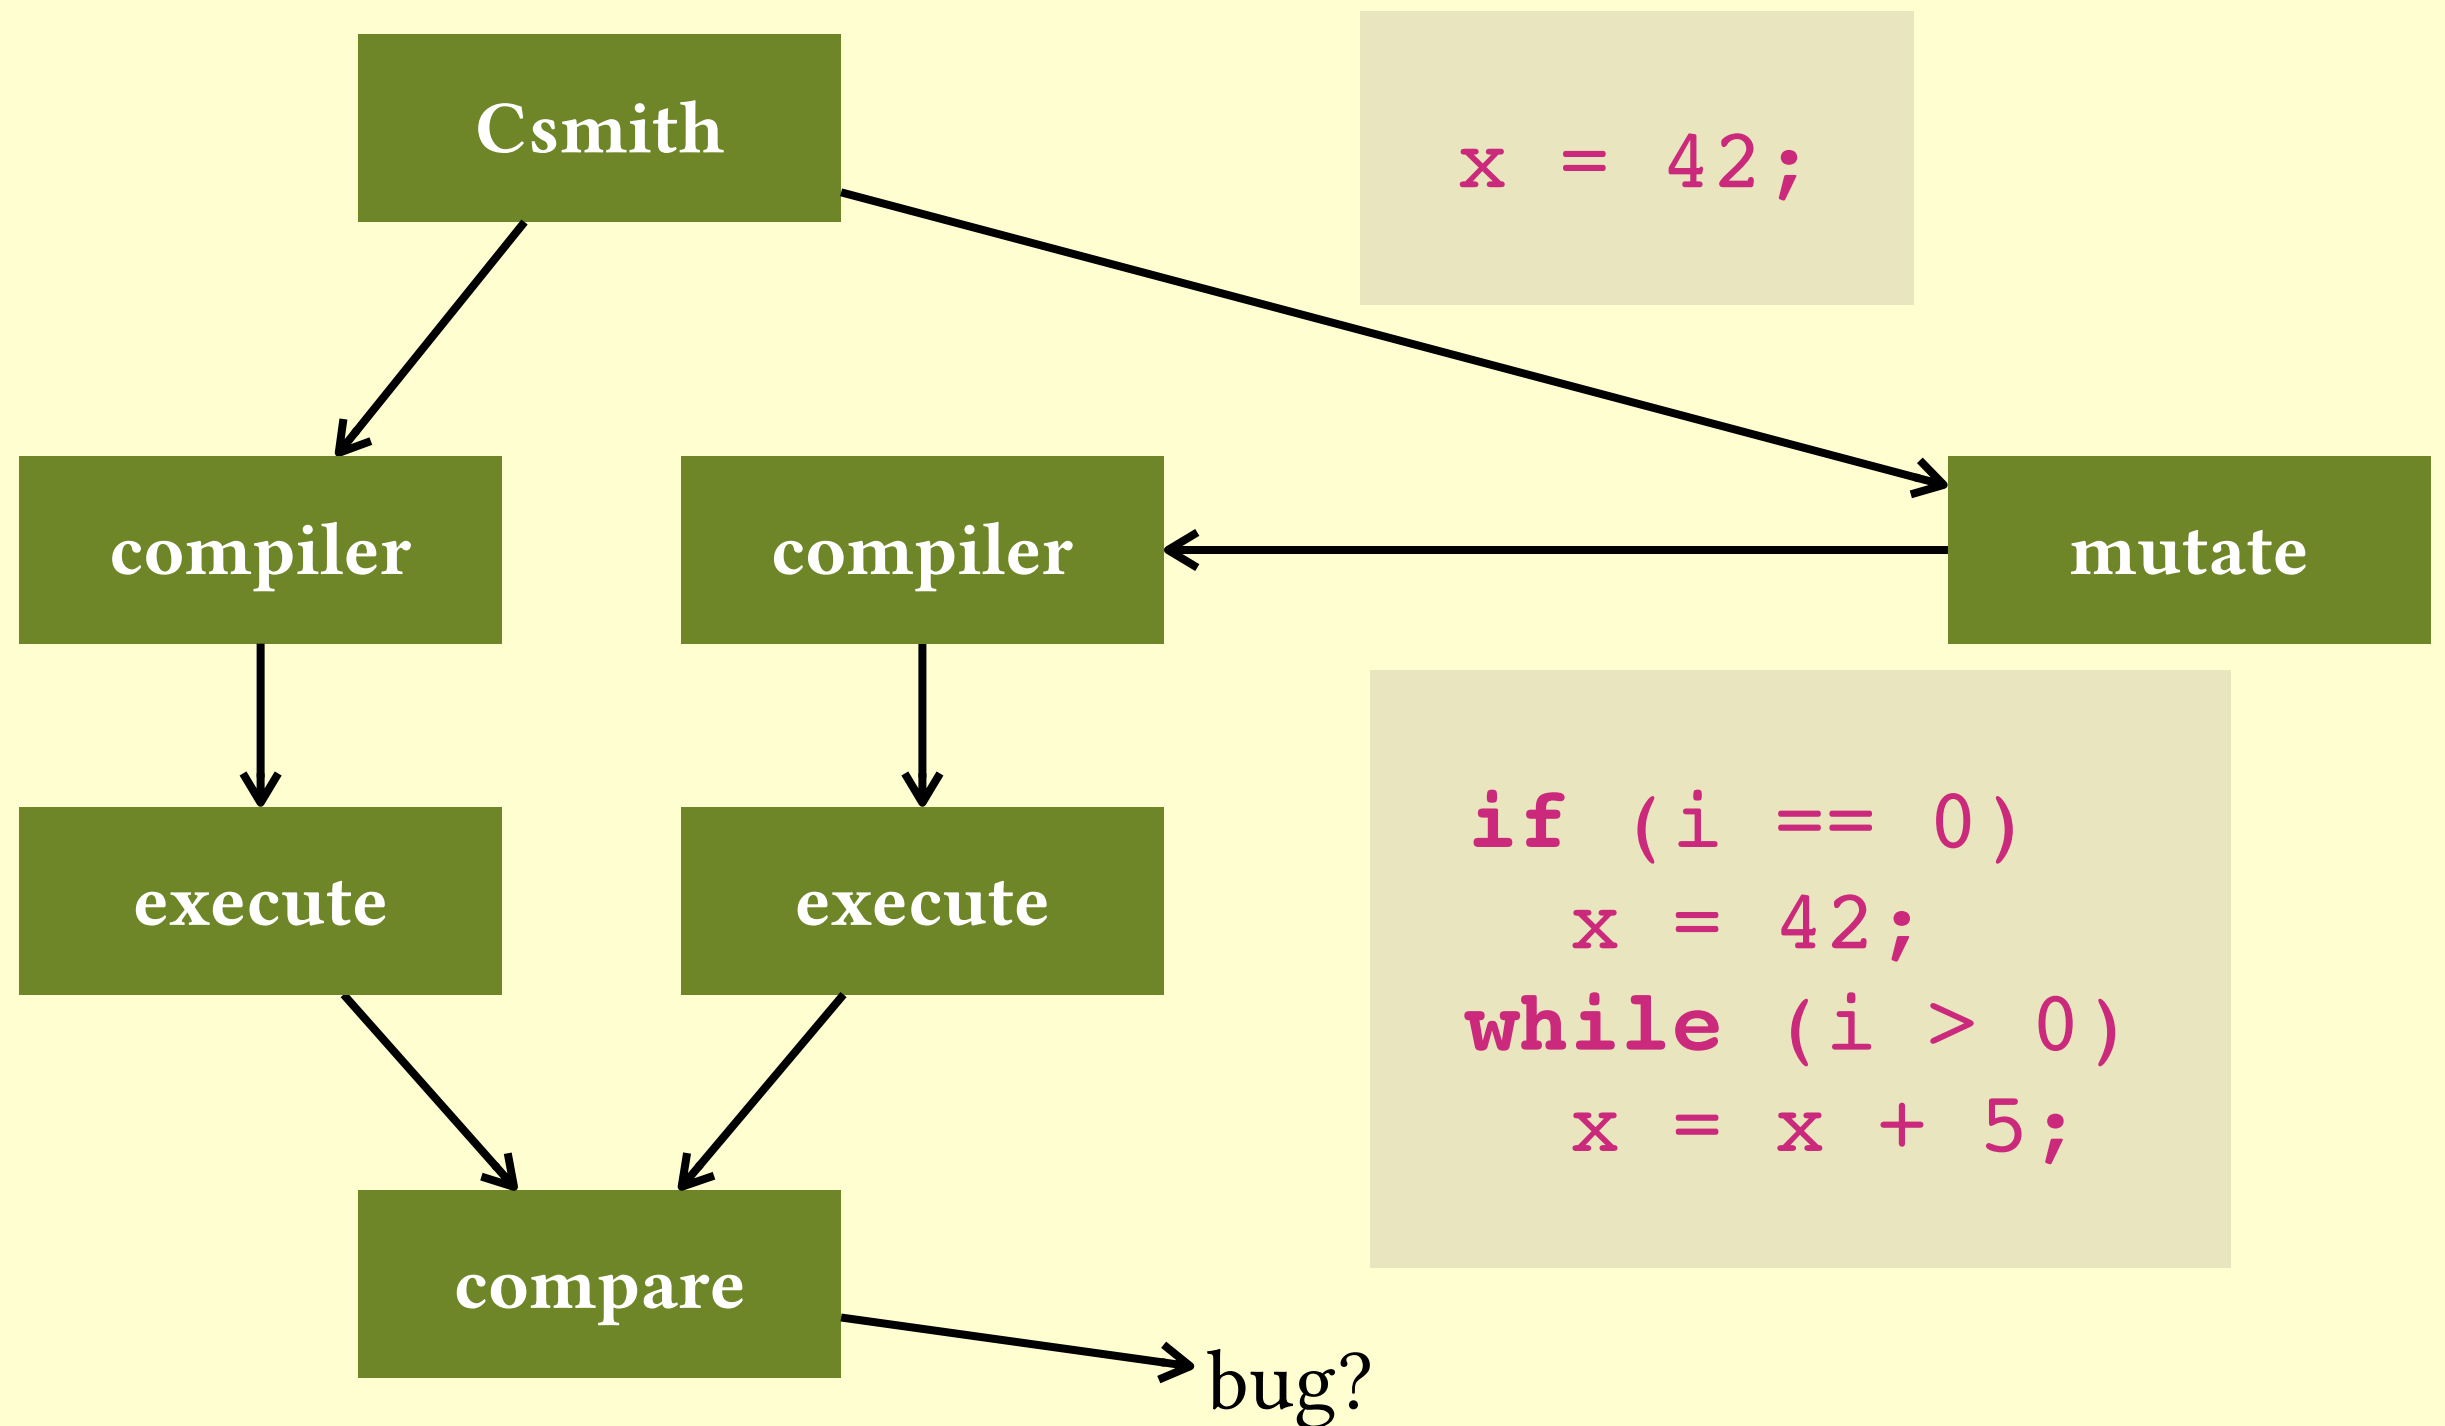 Csmith
x = 42;
compiler
compiler
mutate
execute
execute
if (i == 0)
x = 42;
while (i > 0)
x = x + 5;
compare
bug?